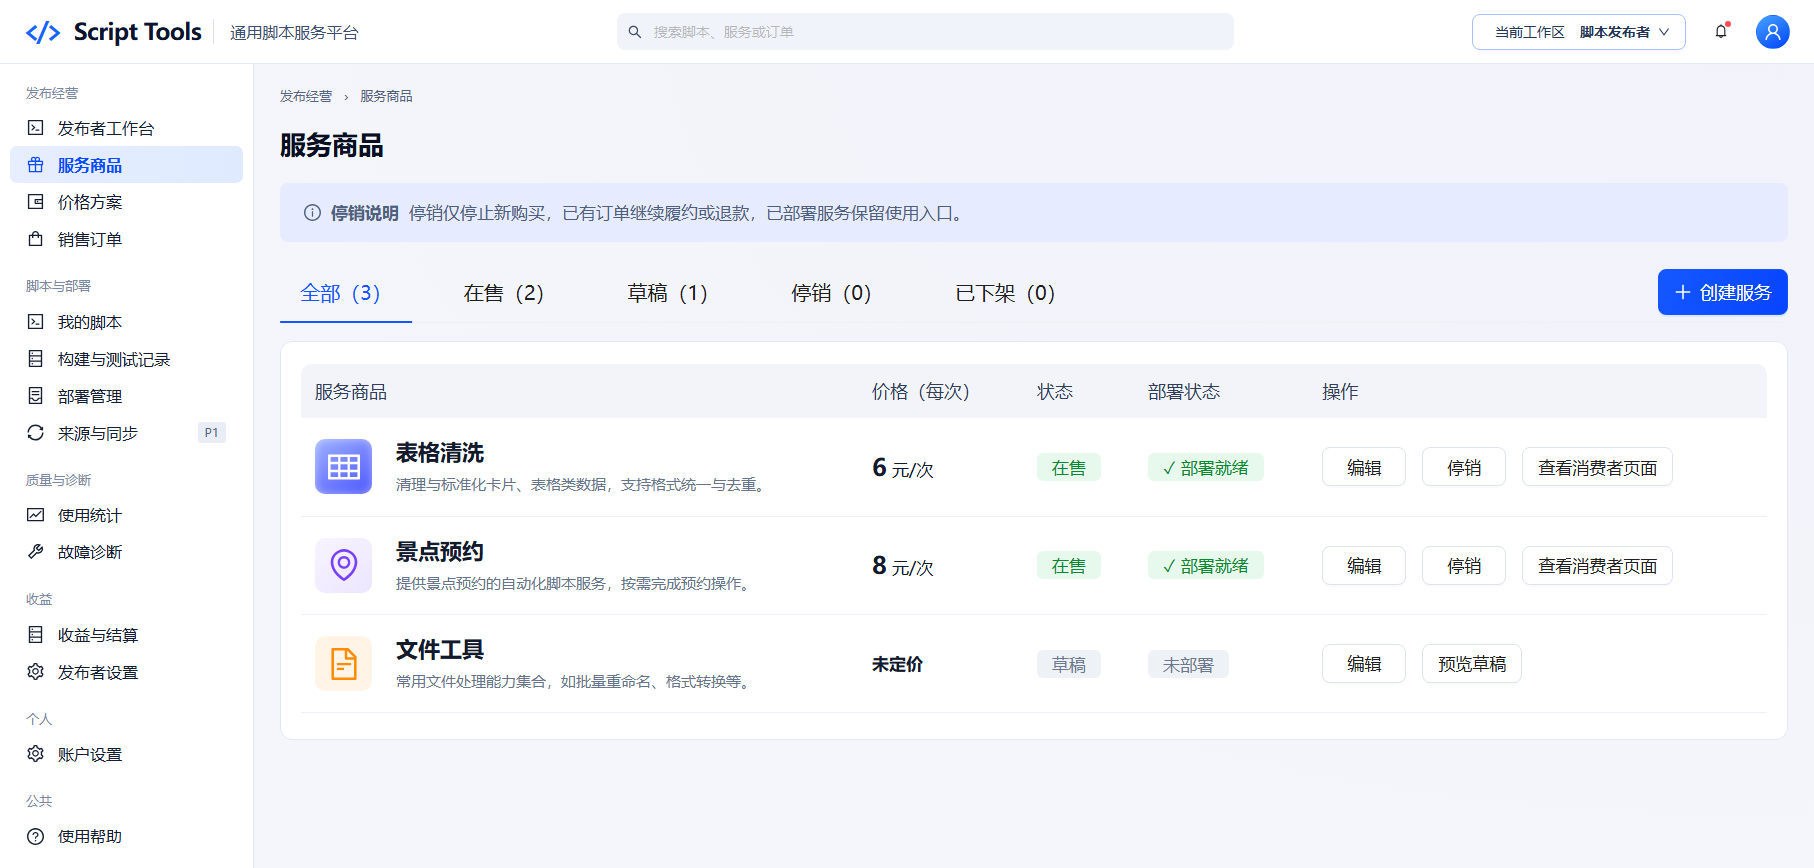 </> Script Tools 通用脚本服务平台
搜索脚本、服务或订单
当前工作区 脚本发布者
发布经营
发布者工作台
服务商品
价格方案
销售订单
脚本与部署
我的脚本
构建与测试记录
部署管理
来源与同步 P1
质量与诊断
使用统计
故障诊断
收益
收益与结算
发布者设置
个人
账户设置
公共
使用帮助
发布经营 › 服务商品
服务商品
停销说明 停销仅停止新购买，已有订单继续履约或退款，已部署服务保留使用入口。
全部（3） 在售（2） 草稿（1） 停销（0） 已下架（0）
+ 创建服务
服务商品 价格（每次） 状态 部署状态 操作
表格清洗
清理与标准化卡片、表格类数据，支持格式统一与去重。
6 元/次 在售 ✓ 部署就绪 编辑 停销 查看消费者页面
景点预约
提供景点预约的自动化脚本服务，按需完成预约操作。
8 元/次 在售 ✓ 部署就绪 编辑 停销 查看消费者页面
文件工具
常用文件处理能力集合，如批量重命名、格式转换等。
未定价 草稿 未部署 编辑 预览草稿